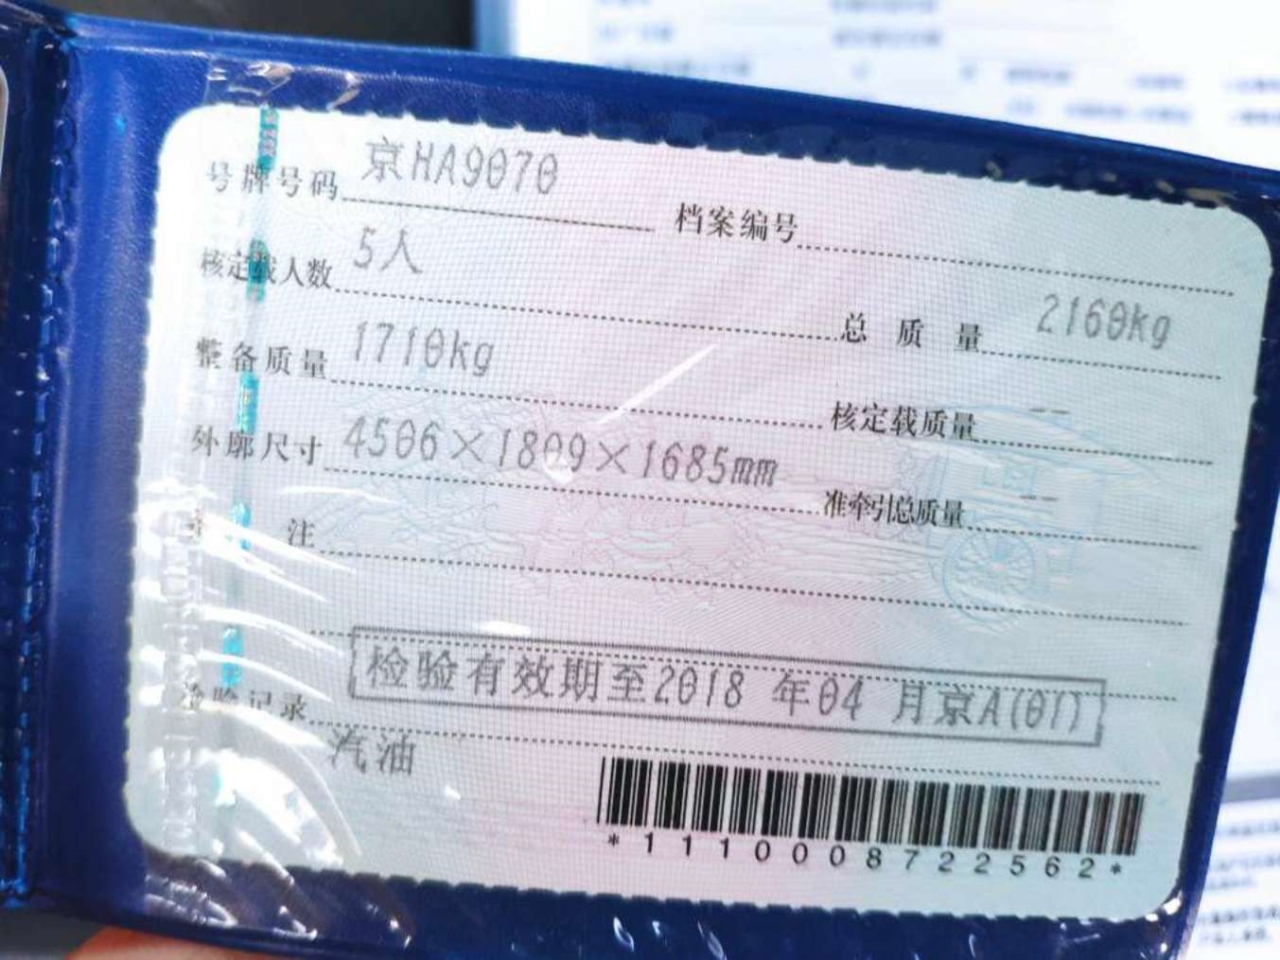 号牌号码 京HA9070 档案编号
核定载人数 5人 总质量 2160kg
整备质量 1710kg 核定载质量 --
外廓尺寸 4506×1809×1685mm 准牵引总质量 --
注
检验记录 检验有效期至2018 年04 月京A(01)
汽油
*1110008722562*